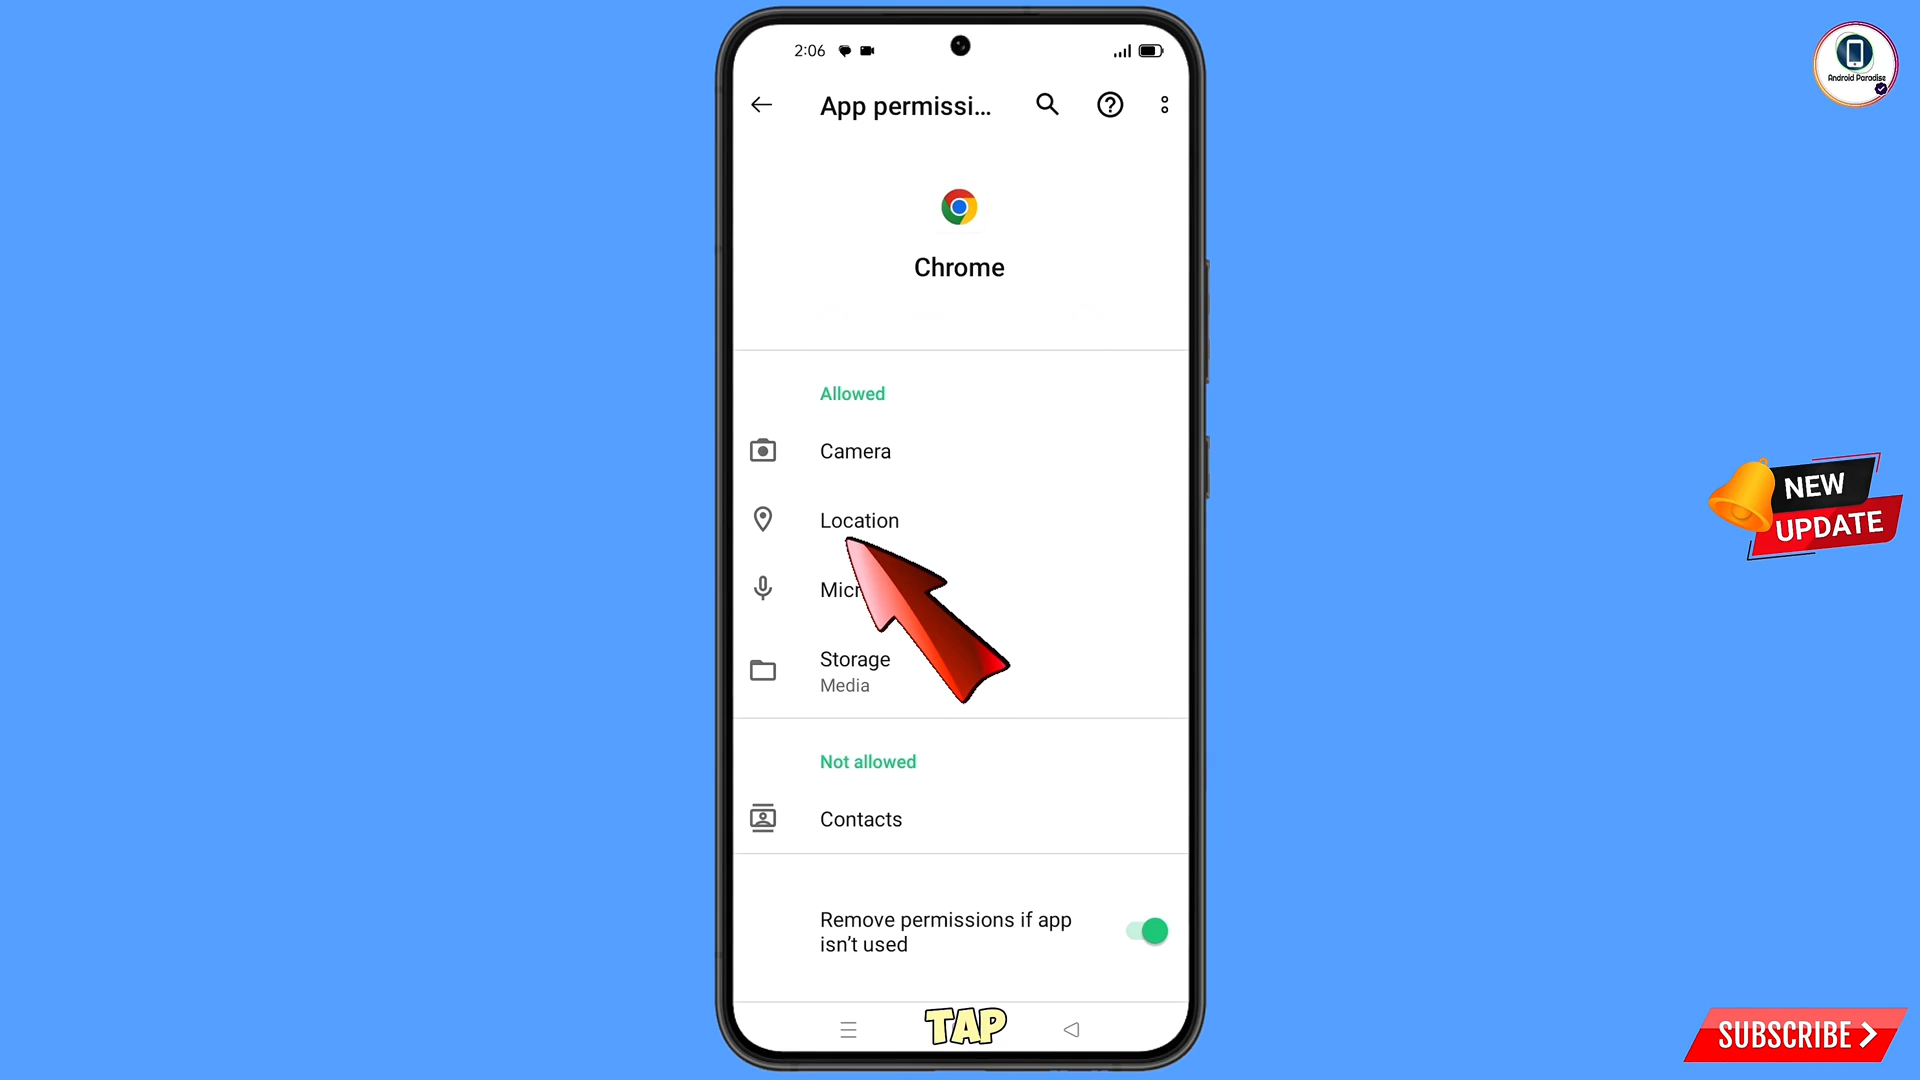 2:06
App permissi...
Android Paradise
Chrome
Allowed
Camera
Location
Micr
Storage
Media
Not allowed
Contacts
Remove permissions if app
isn't used
TAP
NEW
UPDATE
SUBSCRIBE